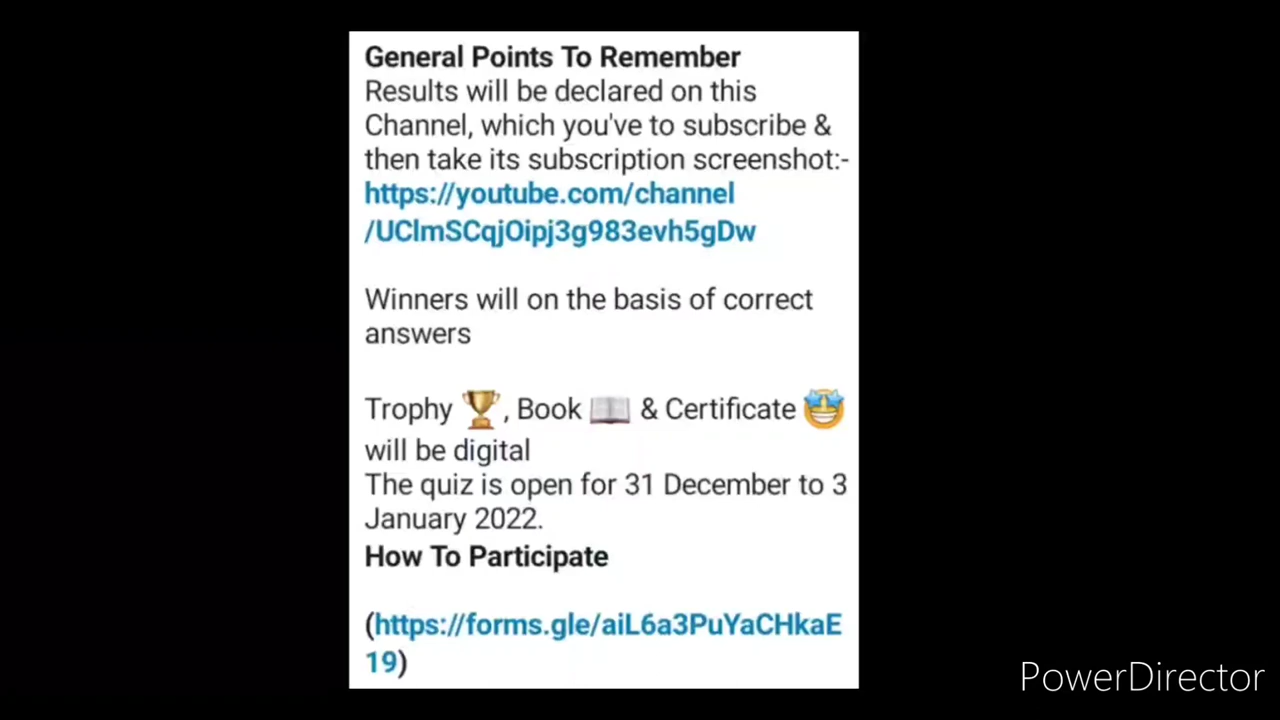 General Points To Remember
Results will be declared on this
Channel, which you've to subscribe &
then take its subscription screenshot:-
https://youtube.com/channel
/UClmSCqjOipj3g983evh5gDw
Winners will on the basis of correct
answers
Trophy 🏆, Book 📖 & Certificate 🤩
will be digital
The quiz is open for 31 December to 3
January 2022.
How To Participate
(https://forms.gle/aiL6a3PuYaCHkaE
19)
PowerDirector